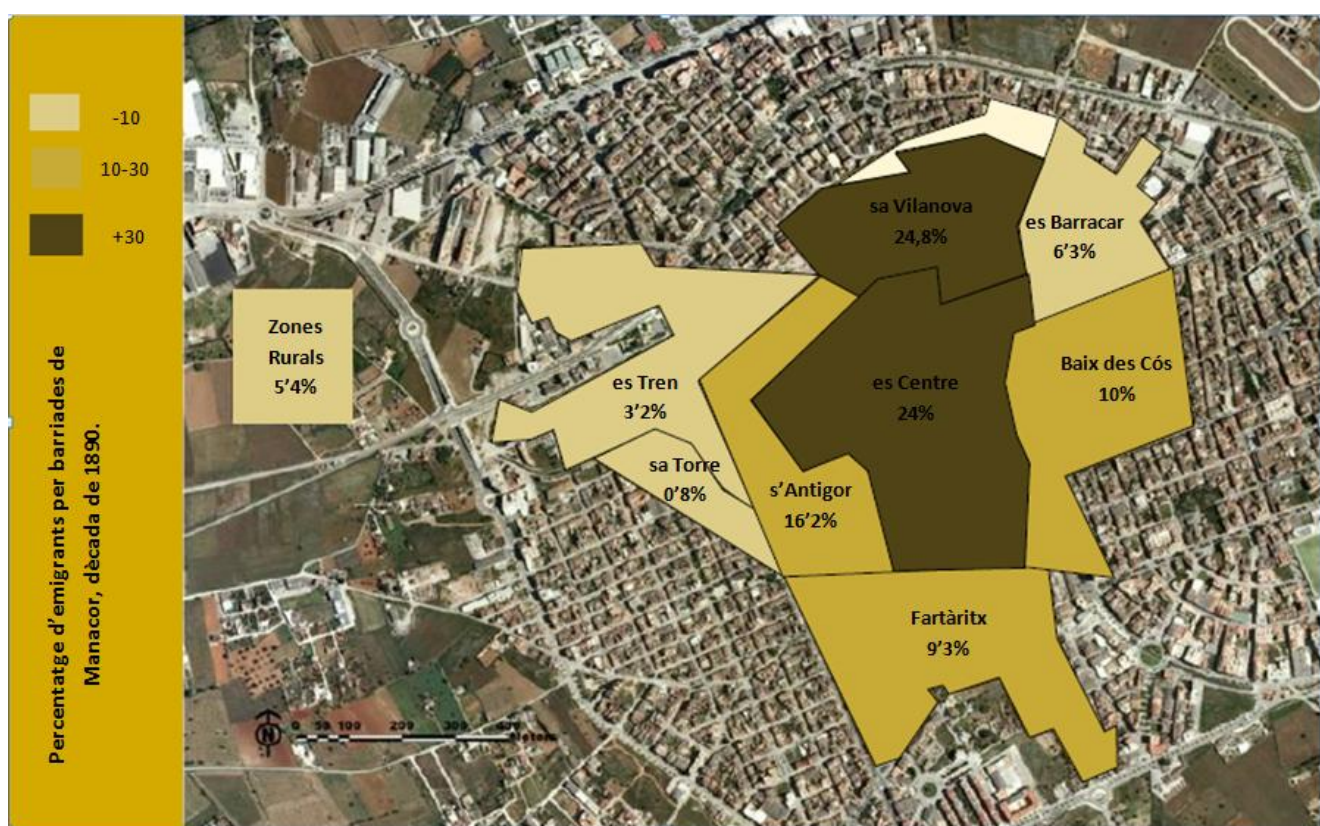 -10
10-30
+30
Percentatge d'emigrants per barriades de
Manacor, dècada de 1890.
Zones
Rurals
5'4%
sa Vilanova
24,8%
es Barracar
6'3%
es Tren
3'2%
es Centre
24%
Baix des Cós
10%
sa Torre
0'8%
s'Antigor
16'2%
Fartàritx
9'3%
N
0 50 100 200 300 400
Meters